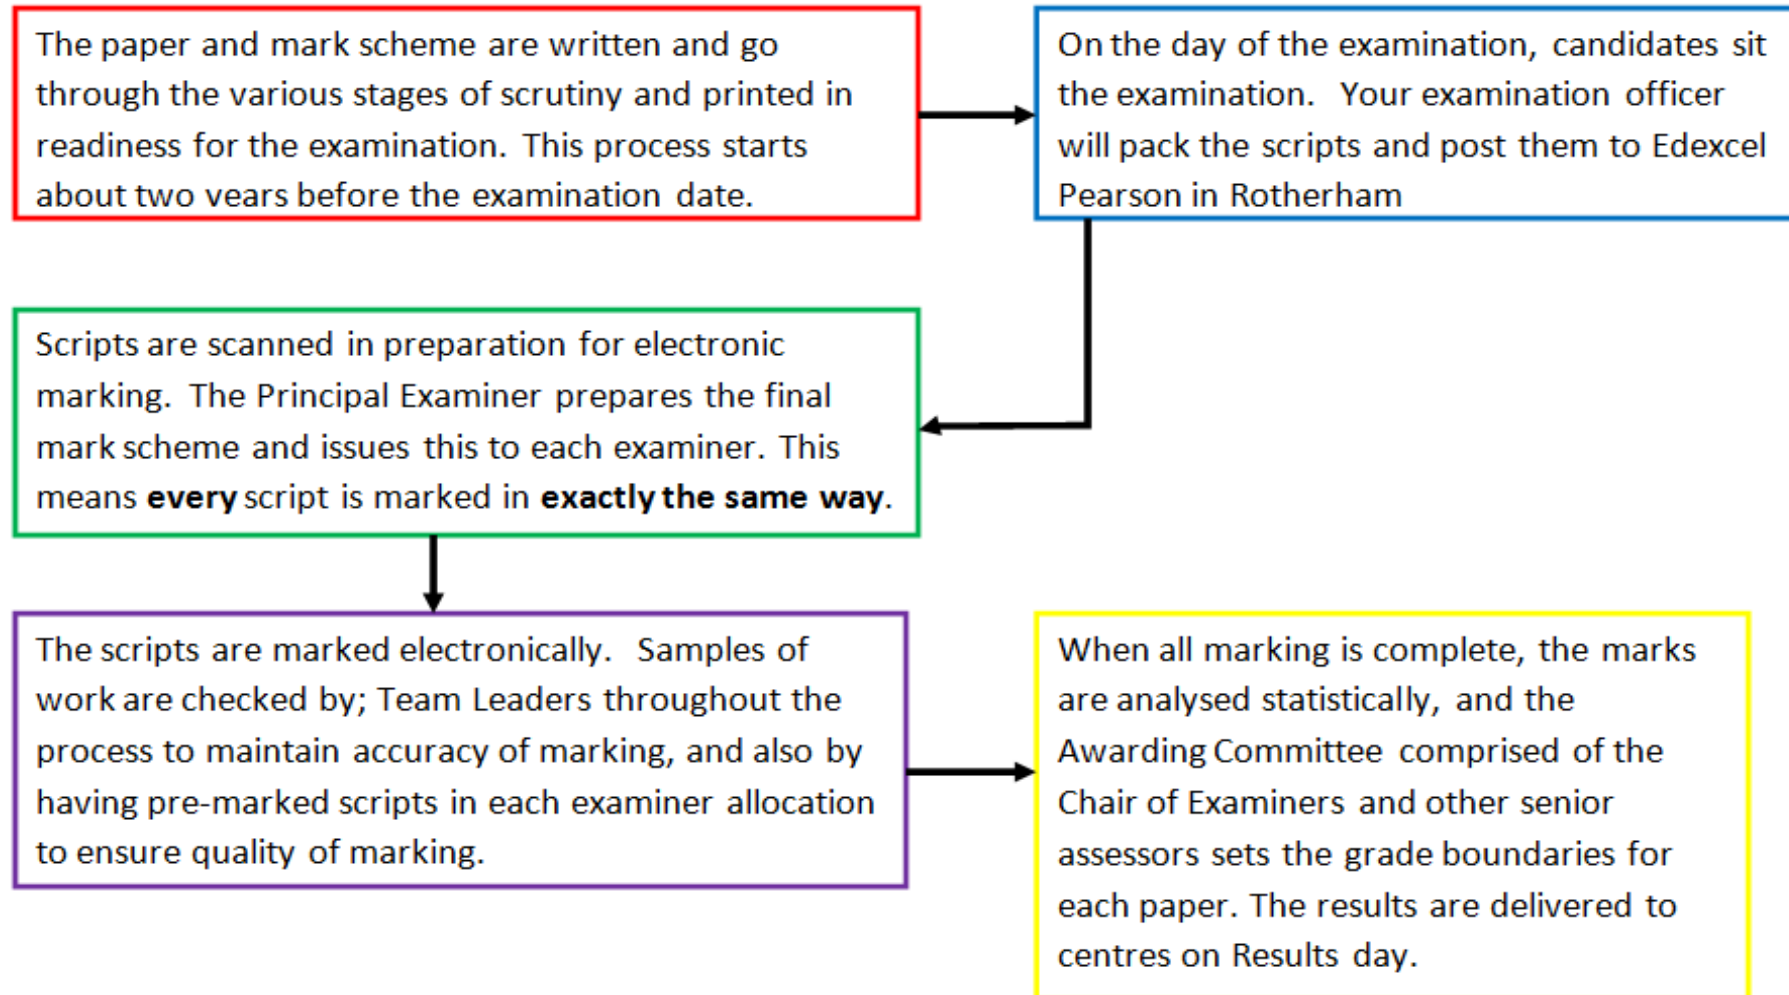 The paper and mark scheme are written and go
through the various stages of scrutiny and printed in
readiness for the examination. This process starts
about two vears before the examination date.
On the day of the examination, candidates sit
the examination. Your examination officer
will pack the scripts and post them to Edexcel
Pearson in Rotherham
Scripts are scanned in preparation for electronic
marking. The Principal Examiner prepares the final
mark scheme and issues this to each examiner. This
means every script is marked in exactly the same way.
The scripts are marked electronically. Samples of
work are checked by; Team Leaders throughout the
process to maintain accuracy of marking, and also by
having pre-marked scripts in each examiner allocation
to ensure quality of marking.
When all marking is complete, the marks
are analysed statistically, and the
Awarding Committee comprised of the
Chair of Examiners and other senior
assessors sets the grade boundaries for
each paper. The results are delivered to
centres on Results day.